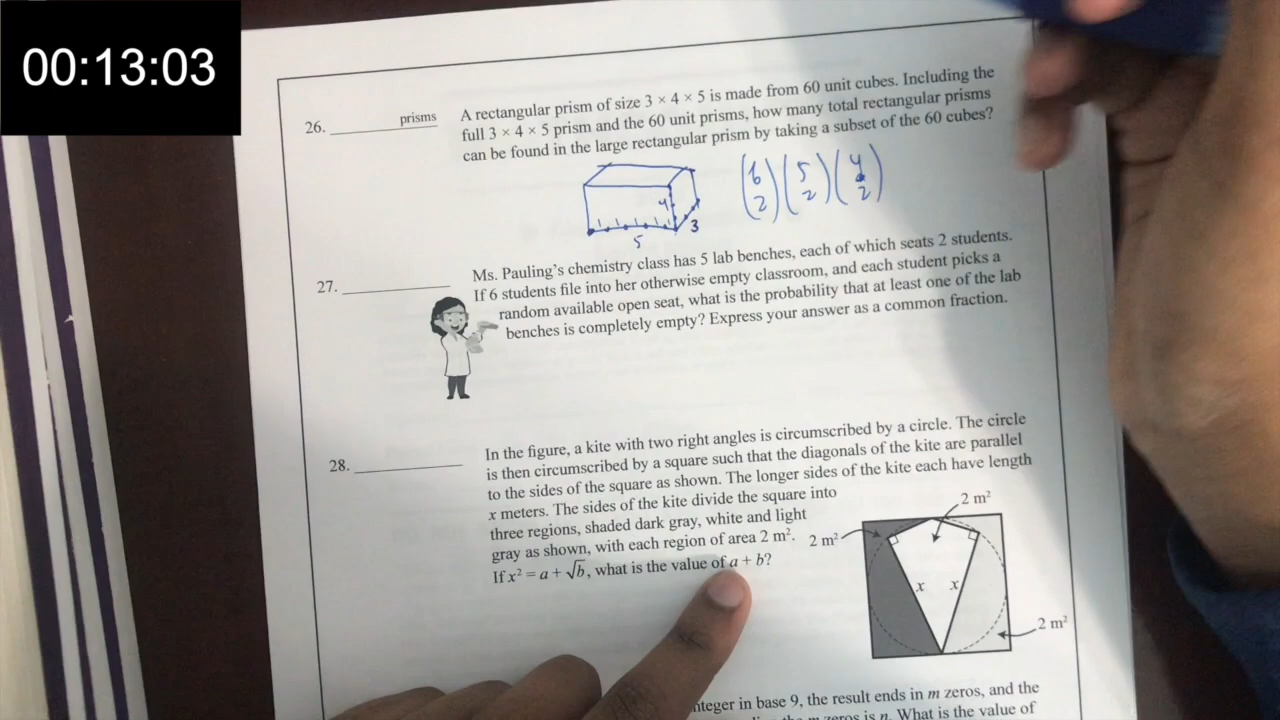 00:13:03
26. ____________ prisms A rectangular prism of size 3 × 4 × 5 is made from 60 unit cubes. Including the
full 3 × 4 × 5 prism and the 60 unit prisms, how many total rectangular prisms
can be found in the large rectangular prism by taking a subset of the 60 cubes?
4
5
3
(6 2) (5 2) (4 2)
27. ____________ Ms. Pauling's chemistry class has 5 lab benches, each of which seats 2 students.
If 6 students file into her otherwise empty classroom, and each student picks a
random available open seat, what is the probability that at least one of the lab
benches is completely empty? Express your answer as a common fraction.
28. ____________ In the figure, a kite with two right angles is circumscribed by a circle. The circle
is then circumscribed by a square such that the diagonals of the kite are parallel
to the sides of the square as shown. The longer sides of the kite each have length
x meters. The sides of the kite divide the square into
three regions, shaded dark gray, white and light
gray as shown, with each region of area 2 m².
If x² = a + √b, what is the value of a + b?
2 m²
2 m²
x x
2 m²
integer in base 9, the result ends in m zeros, and the
zeros is n. What is the value of